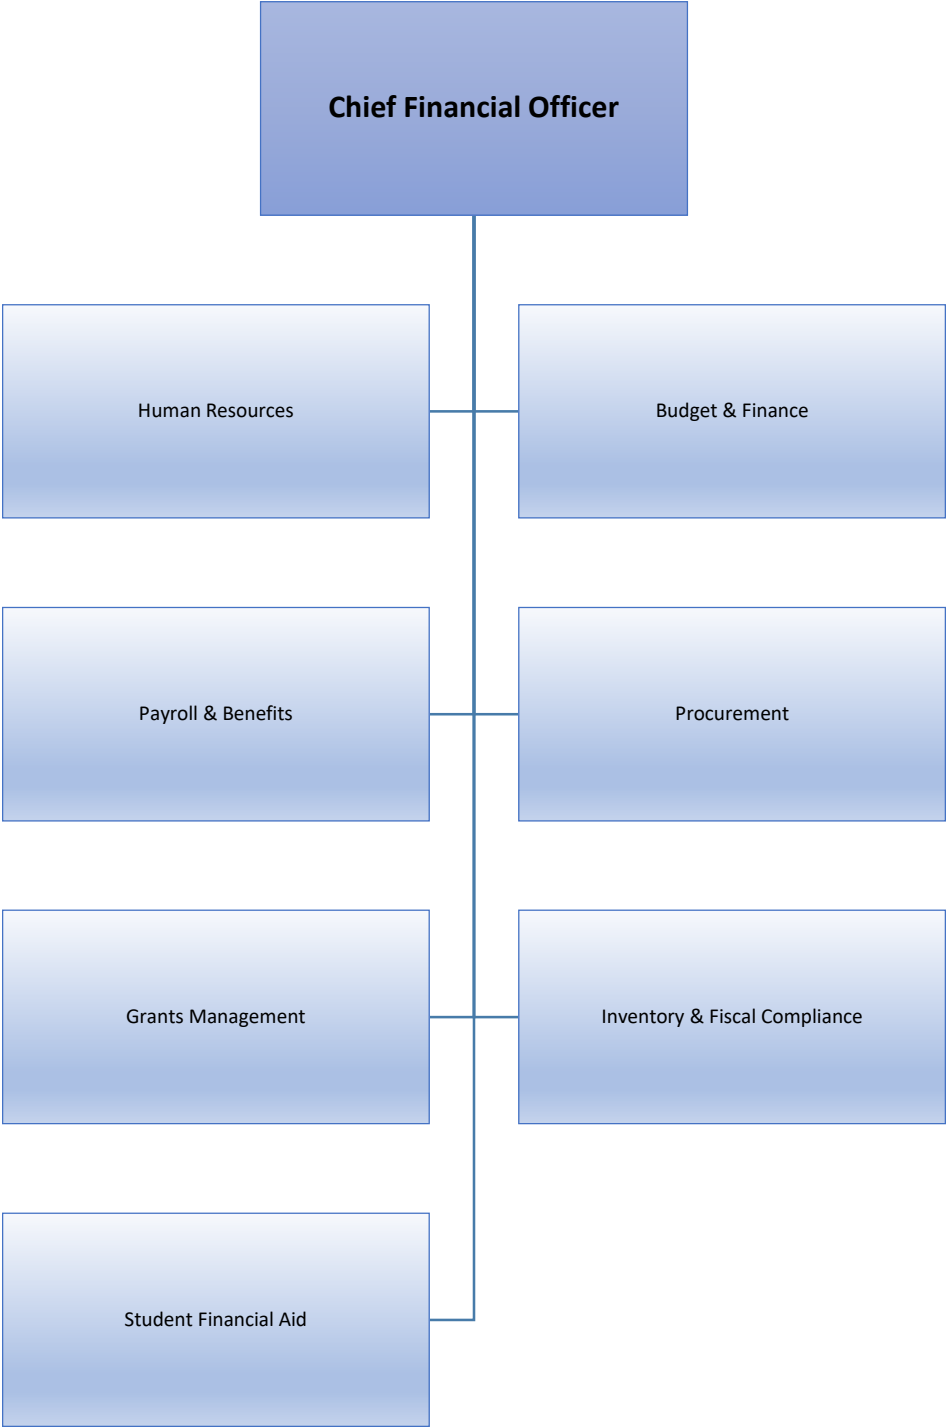 Chief Financial Officer
Human Resources
Budget & Finance
Payroll & Benefits
Procurement
Grants Management
Inventory & Fiscal Compliance
Student Financial Aid